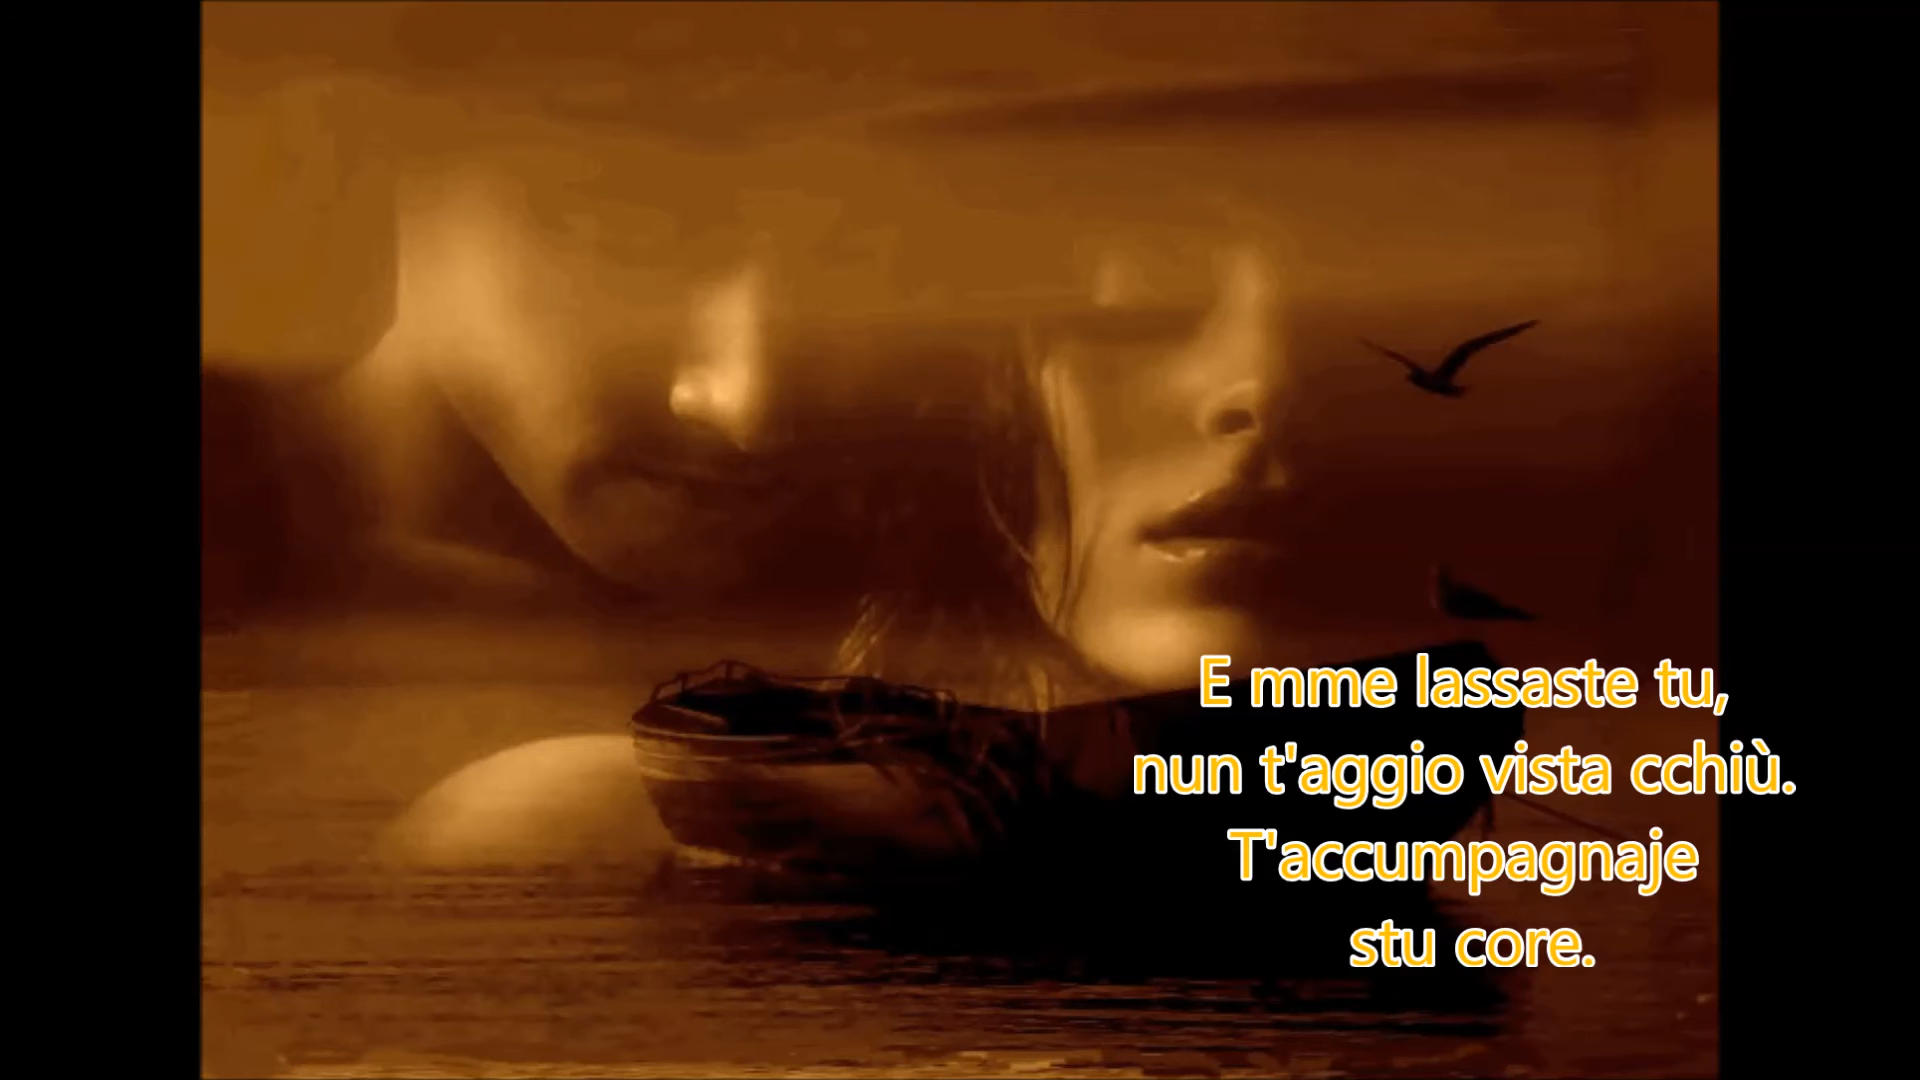 E mme lassaste tu,
nun t'aggio vista cchiù.
T'accumpagnaje
stu core.